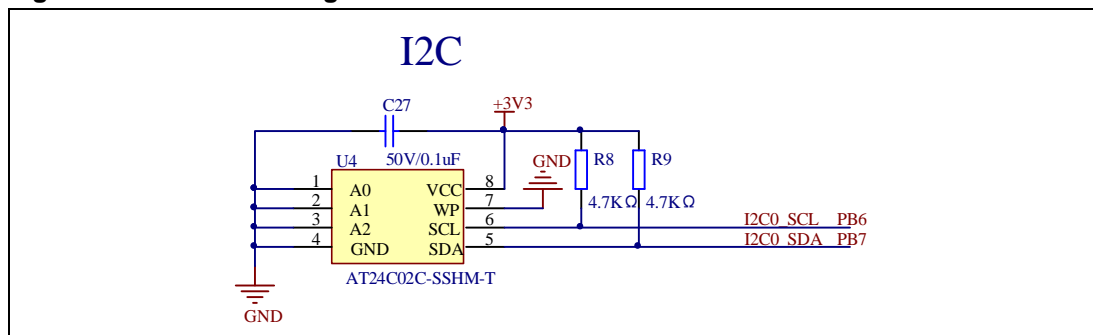 I2C
C27
+3V3
U4
50V/0.1uF
GND
R8
R9
1
A0
VCC
8
2
A1
WP
7
4.7KΩ
4.7KΩ
3
A2
SCL
6
I2C0_SCL
PB6
4
GND
SDA
5
I2C0_SDA
PB7
AT24C02C-SSHM-T
GND